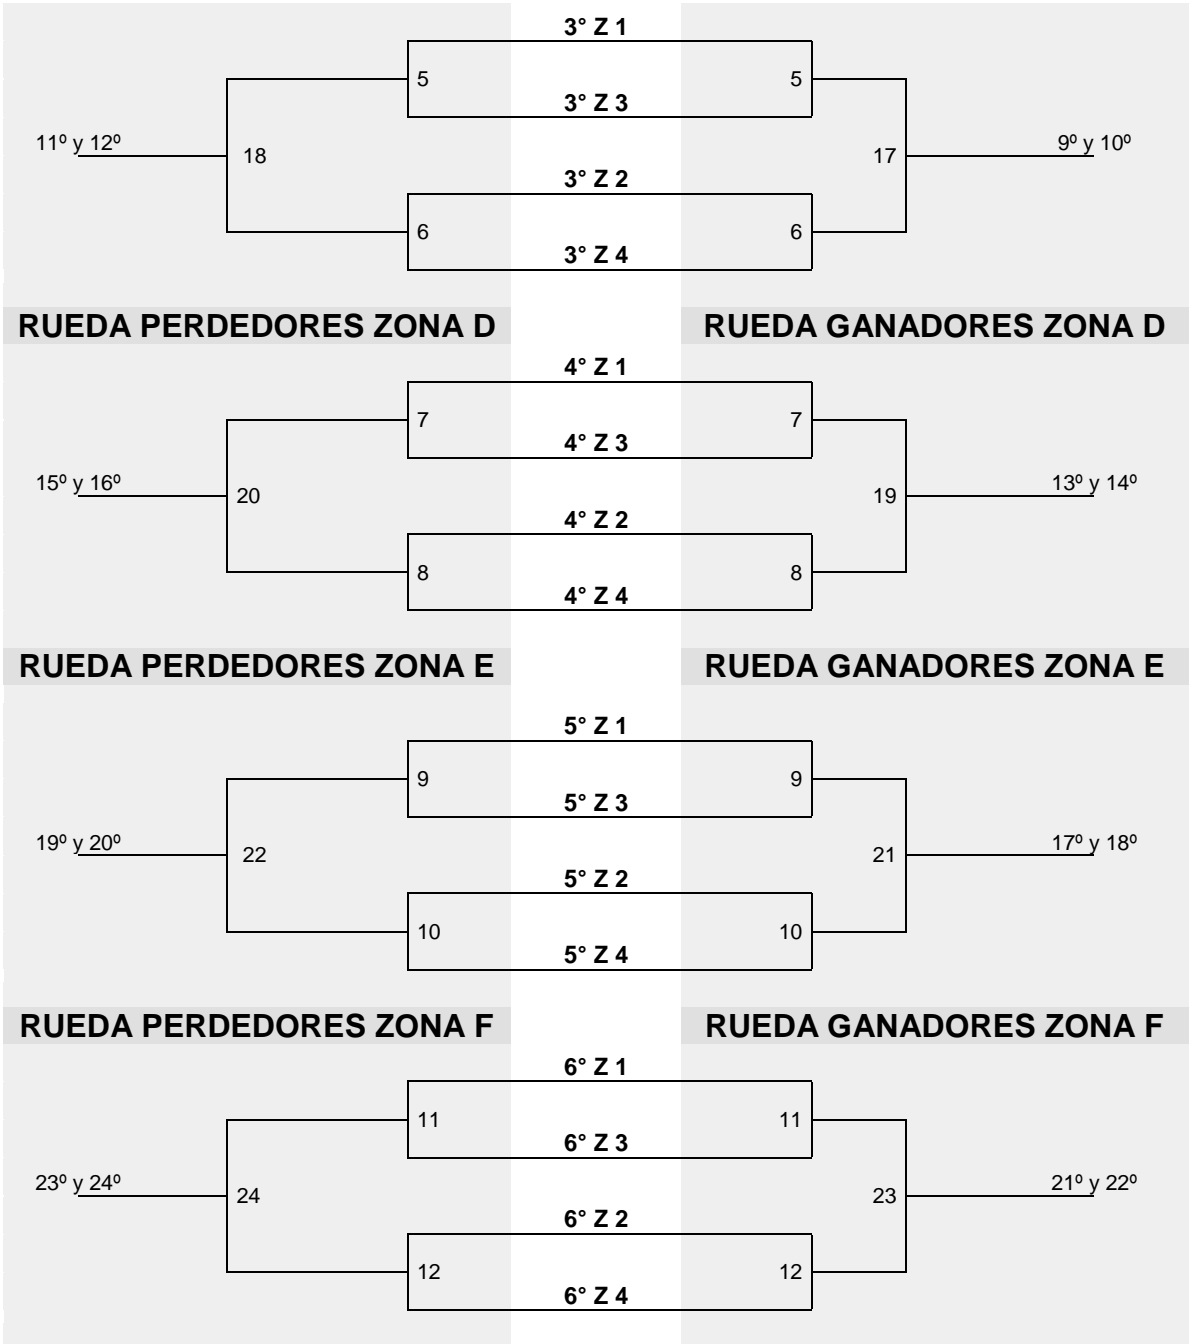 3° Z 1
5 5
3° Z 3
11º y 12º 18 17 9º y 10º
3° Z 2
6 6
3° Z 4
RUEDA PERDEDORES ZONA D RUEDA GANADORES ZONA D
4° Z 1
7 7
4° Z 3
15º y 16º 20 19 13º y 14º
4° Z 2
8 8
4° Z 4
RUEDA PERDEDORES ZONA E RUEDA GANADORES ZONA E
5° Z 1
9 9
5° Z 3
19º y 20º 22 21 17º y 18º
5° Z 2
10 10
5° Z 4
RUEDA PERDEDORES ZONA F RUEDA GANADORES ZONA F
6° Z 1
11 11
6° Z 3
23º y 24º 24 23 21º y 22º
6° Z 2
12 12
6° Z 4